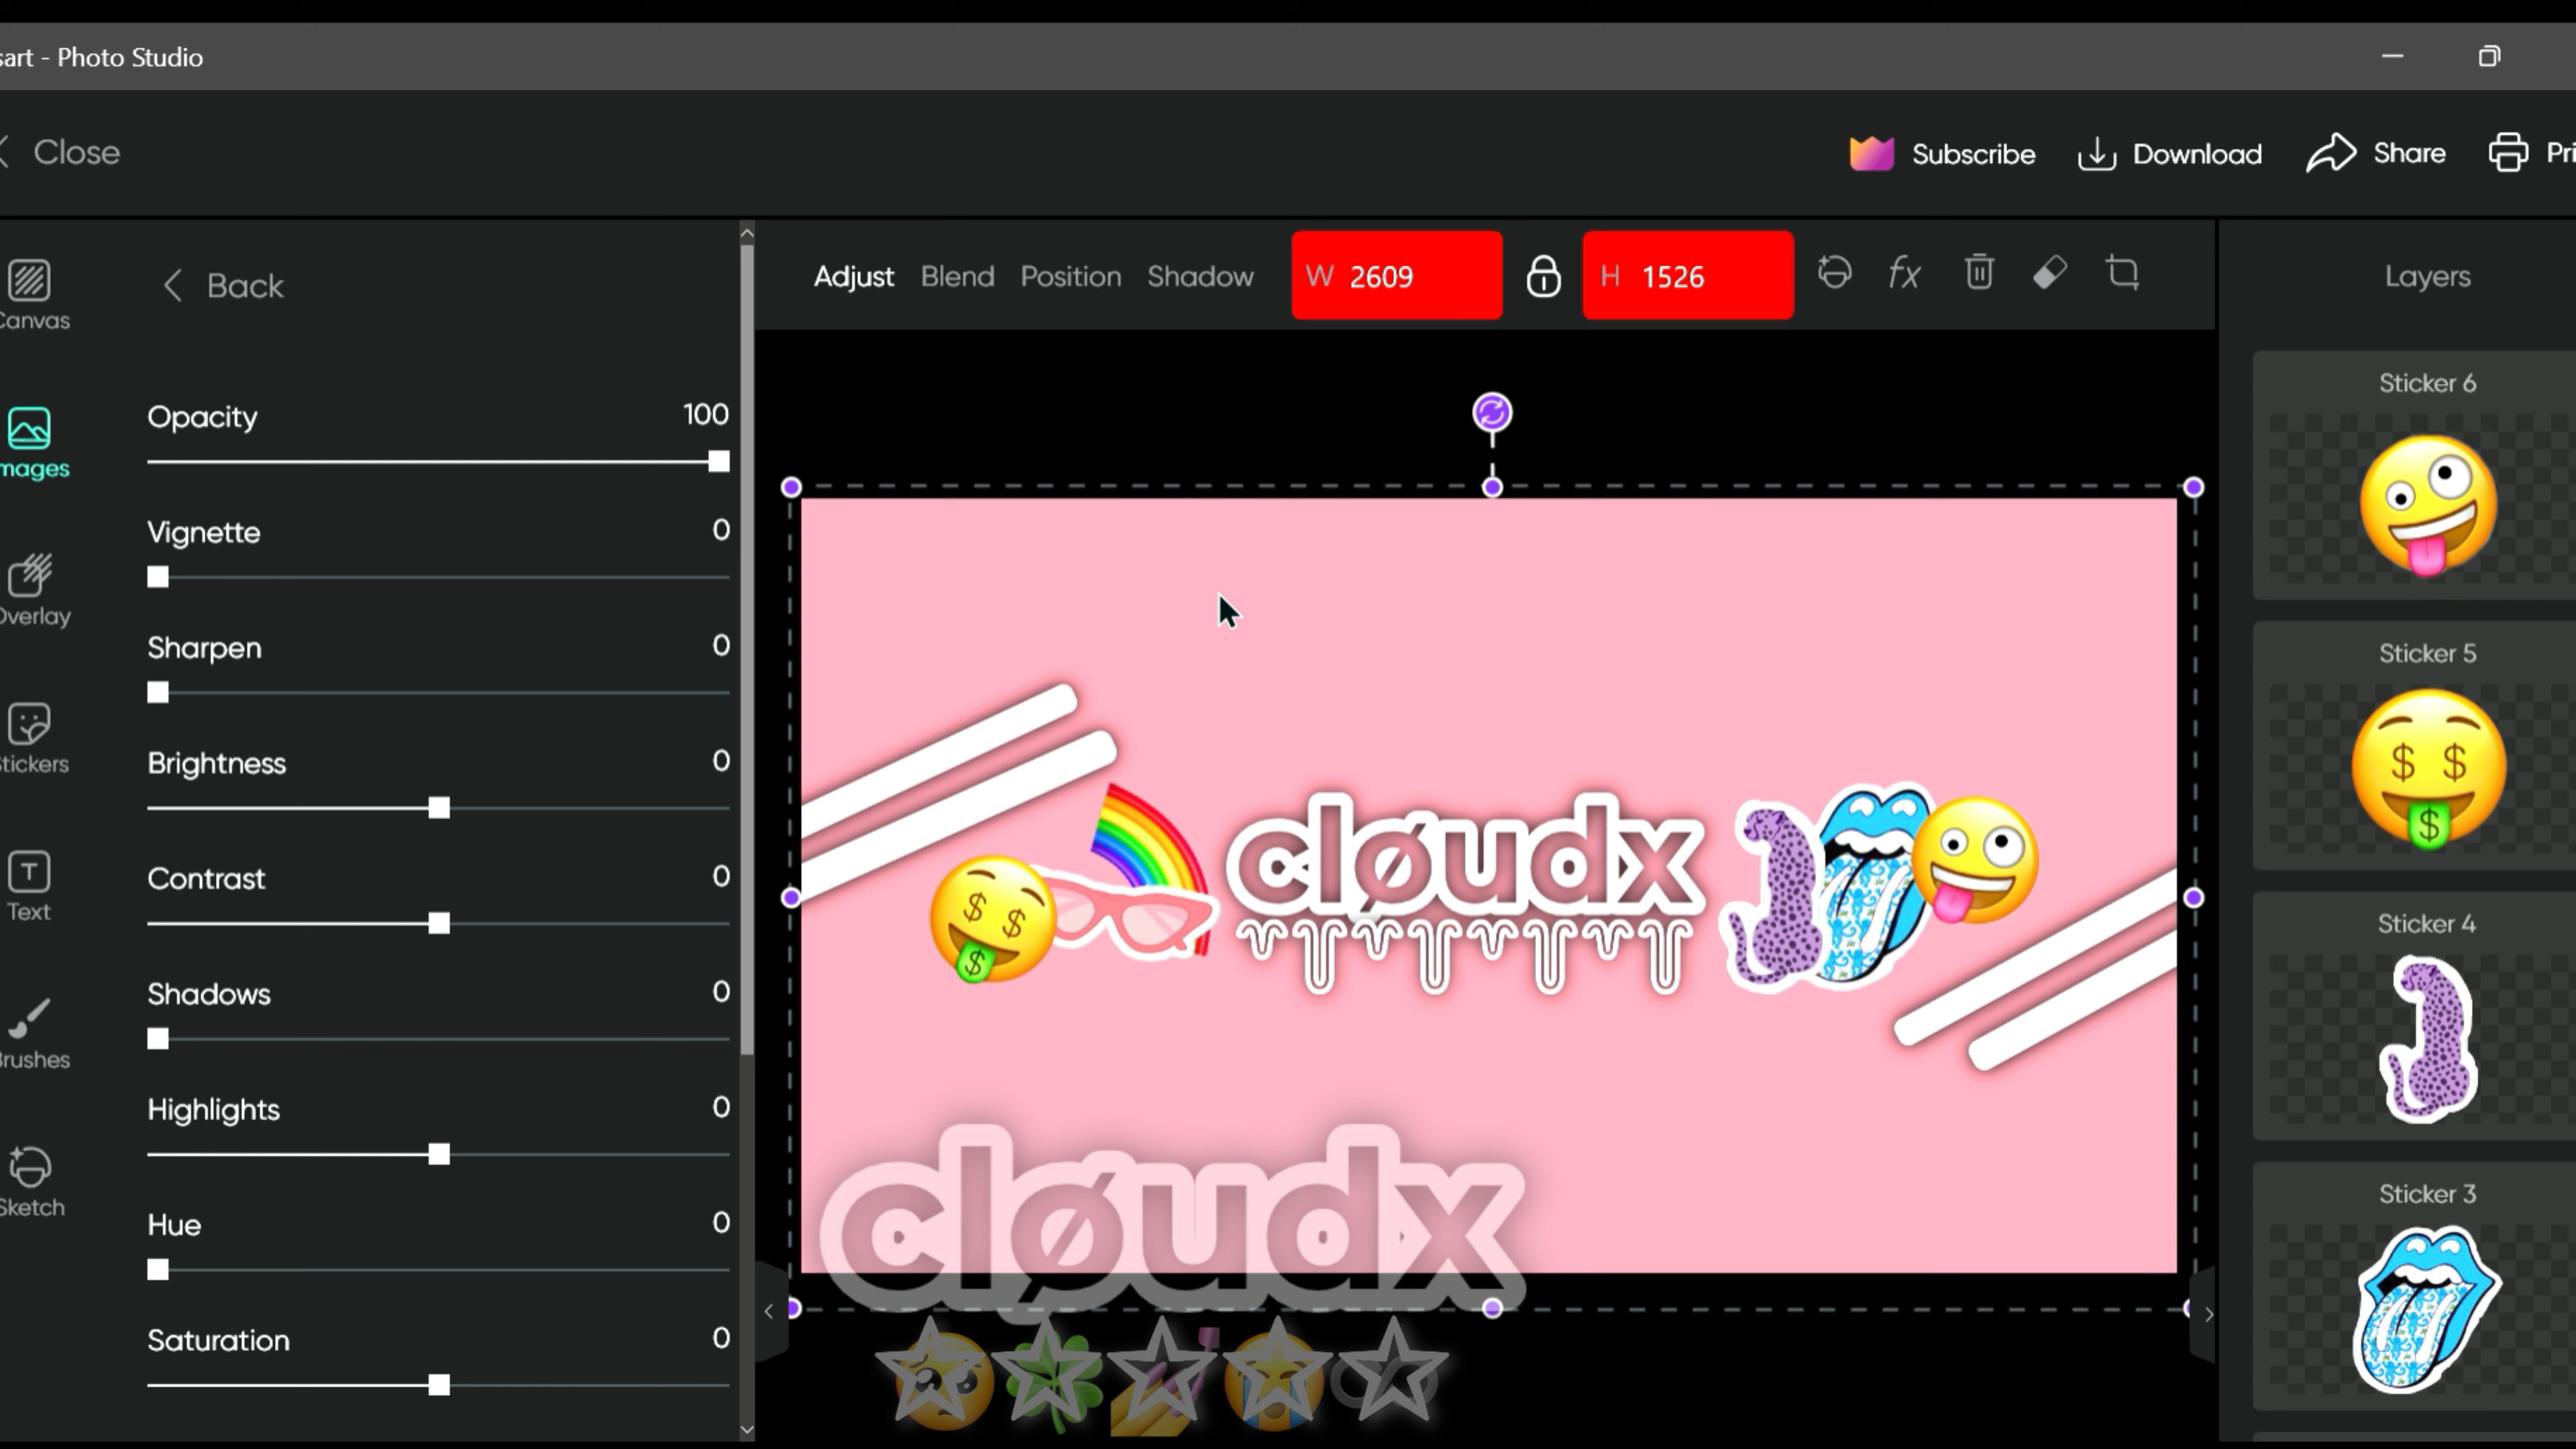 sart - Photo Studio
Close
Subscribe
Download
Share
Pri
Canvas
Images
Overlay
Stickers
Text
Brushes
Sketch
Back
Opacity 100
Vignette 0
Sharpen 0
Brightness 0
Contrast 0
Shadows 0
Highlights 0
Hue 0
Saturation 0
Adjust Blend Position Shadow W 2609 H 1526 fx
cløudx
cløudx
Layers
Sticker 6
Sticker 5
Sticker 4
Sticker 3